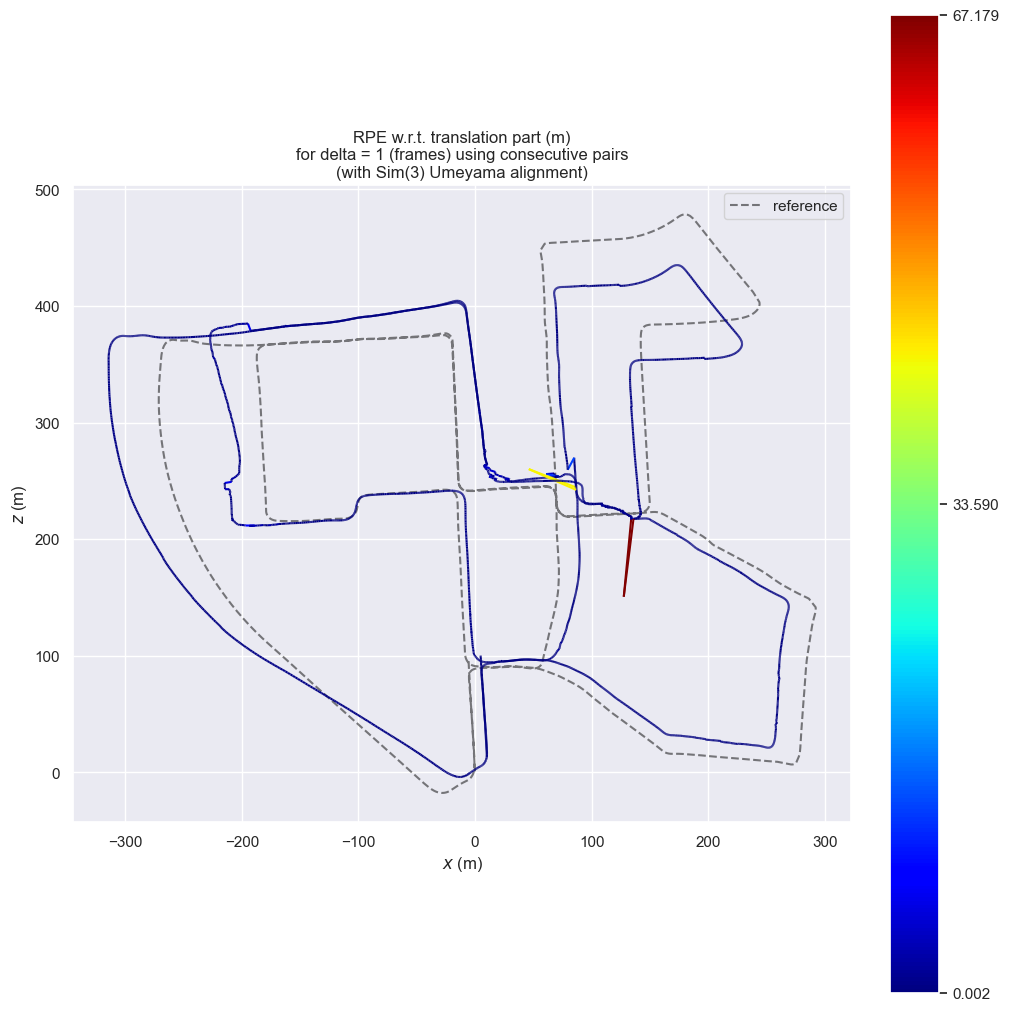 RPE w.r.t. translation part (m)
for delta = 1 (frames) using consecutive pairs
(with Sim(3) Umeyama alignment)
reference
500
400
300
200
100
0
z (m)
−300
−200
−100
0
100
200
300
x (m)
67.179
33.590
0.002